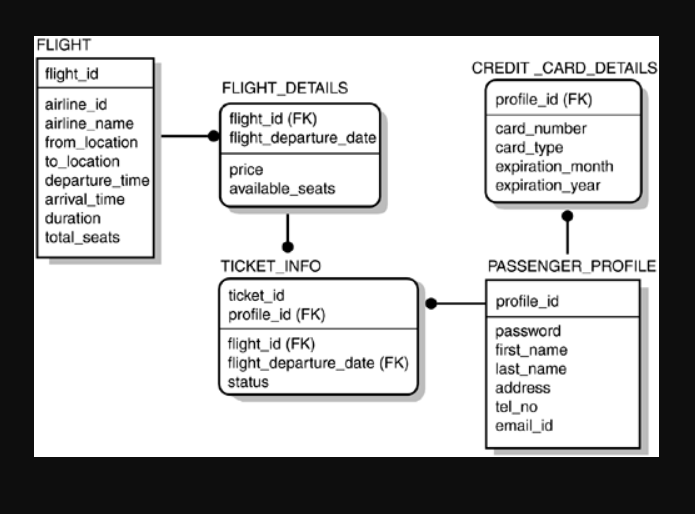 FLIGHT
flight_id
airline_id
airline_name
from_location
to_location
departure_time
arrival_time
duration
total_seats
FLIGHT_DETAILS
flight_id (FK)
flight_departure_date
price
available_seats
CREDIT _CARD_DETAILS
profile_id (FK)
card_number
card_type
expiration_month
expiration_year
TICKET_INFO
ticket_id
profile_id (FK)
flight_id (FK)
flight_departure_date (FK)
status
PASSENGER_PROFILE
profile_id
password
first_name
last_name
address
tel_no
email_id